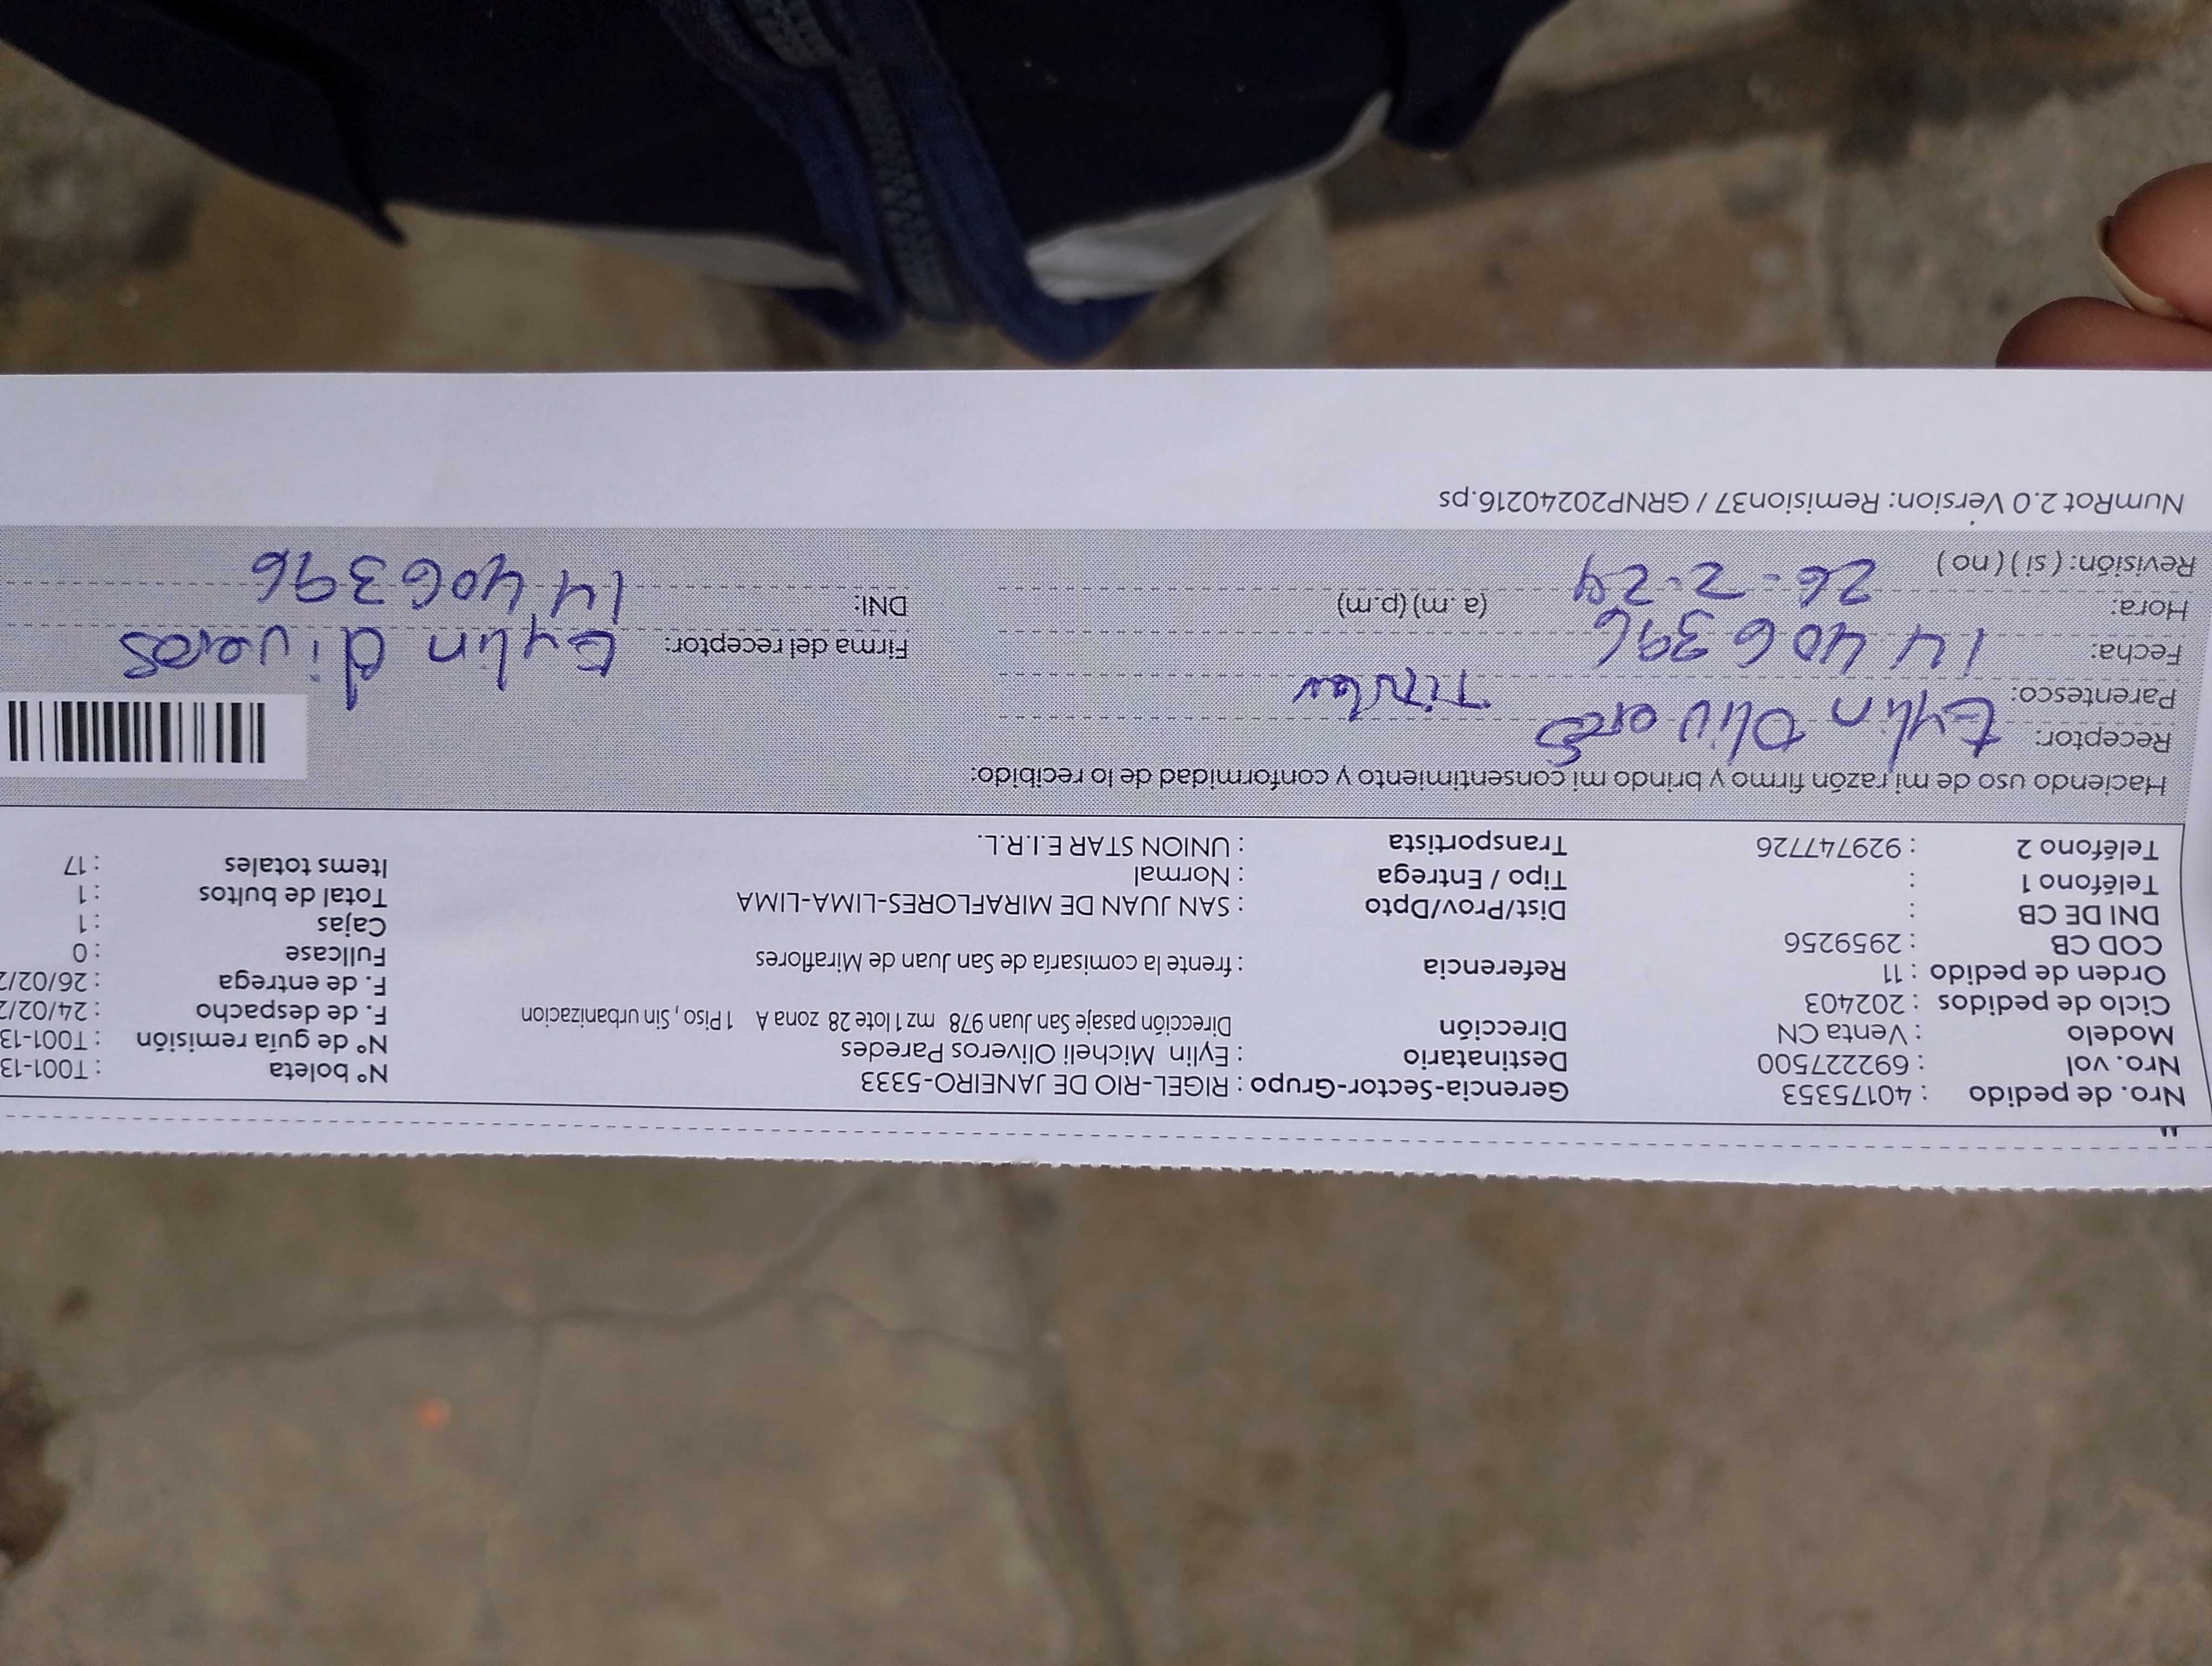 Nro. de pedido : 40175353 Gerencia-Sector-Grupo : RIGEL-RIO DE JANEIRO-5333
Nro. vol : 692227500 Destinatario : Eylin Micheli Oliveros Paredes N° boleta : T001-13
Modelo : Venta CN Dirección Dirección pasaje San Juan 978 mz 1 lote 28 zona A 1 Piso , Sin urbanizacion N° de guía remisión : T001-13
Ciclo de pedidos : 202403 F. de despacho : 24/02/2
Orden de pedido : 11 Referencia : frente la comisaría de San Juan de Miraflores F. de entrega : 26/02/2
COD CB : 2959256 Fullcase : 0
DNI DE CB : Dist/Prov/Dpto : SAN JUAN DE MIRAFLORES-LIMA-LIMA Cajas : 1
Teléfono 1 : Tipo / Entrega : Normal Total de bultos : 1
Teléfono 2 : 929747726 Transportista : UNION STAR E.I.R.L. Items totales : 17
Haciendo uso de mi razón firmo y brindo mi consentimiento y conformidad de lo recibido:
Receptor: Eylin Oliveros
Parentesco: Titular
Fecha: 14406396 Firma del receptor: Eylin Oliveros
Hora: 26-2-24 (a.m) (p.m) DNI: 14406396
Revisión: ( si ) ( no )
NumRot 2.0 Version: Remision37 / GRNP20240216.ps